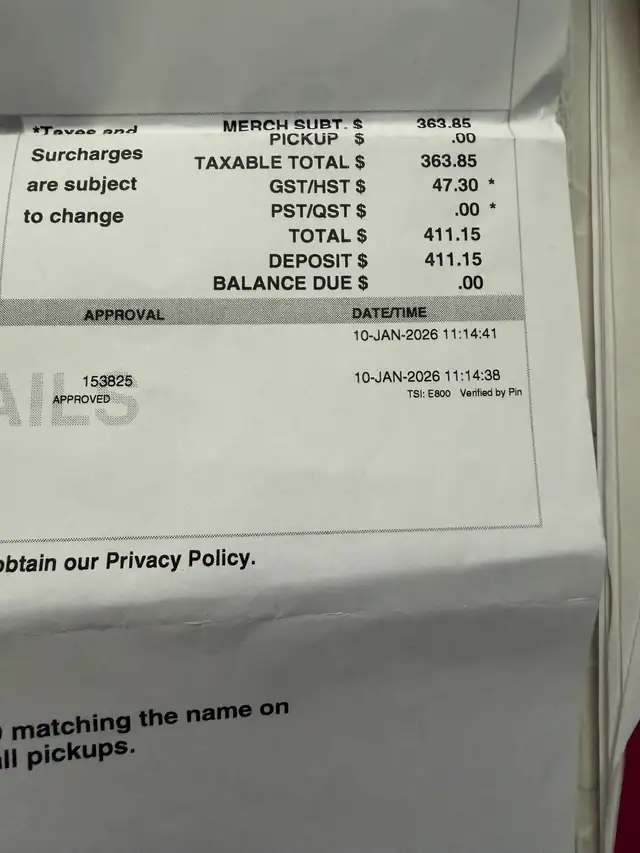 *Taxes and
Surcharges
are subject
to change
MERCH SUBT. $ 363.85
PICKUP $ .00
TAXABLE TOTAL $ 363.85
GST/HST $ 47.30 *
PST/QST $ .00 *
TOTAL $ 411.15
DEPOSIT $ 411.15
BALANCE DUE $ .00
APPROVAL DATE/TIME
10-JAN-2026 11:14:41
153825 10-JAN-2026 11:14:38
APPROVED TSI: E800 Verified by Pin
AILS
obtain our Privacy Policy.
matching the name on
all pickups.